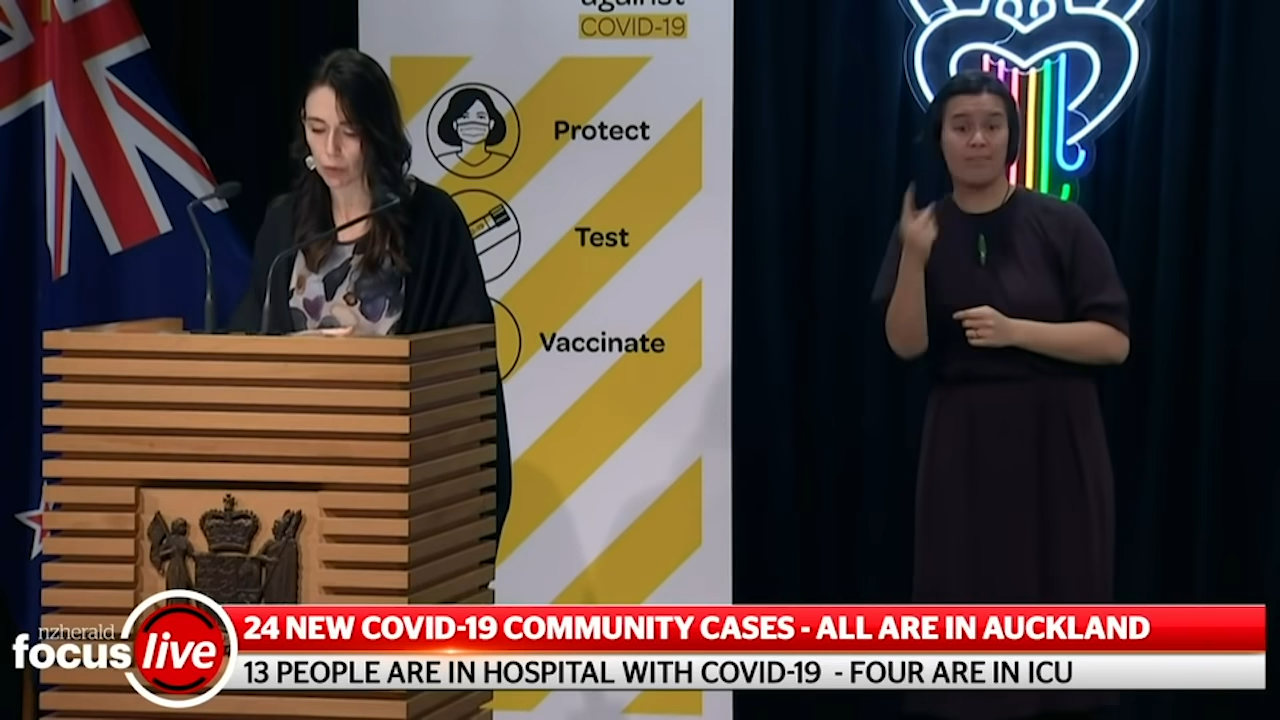 against
COVID-19
Protect
Test
Vaccinate
nzherald
focus live
24 NEW COVID-19 COMMUNITY CASES - ALL ARE IN AUCKLAND
13 PEOPLE ARE IN HOSPITAL WITH COVID-19 - FOUR ARE IN ICU